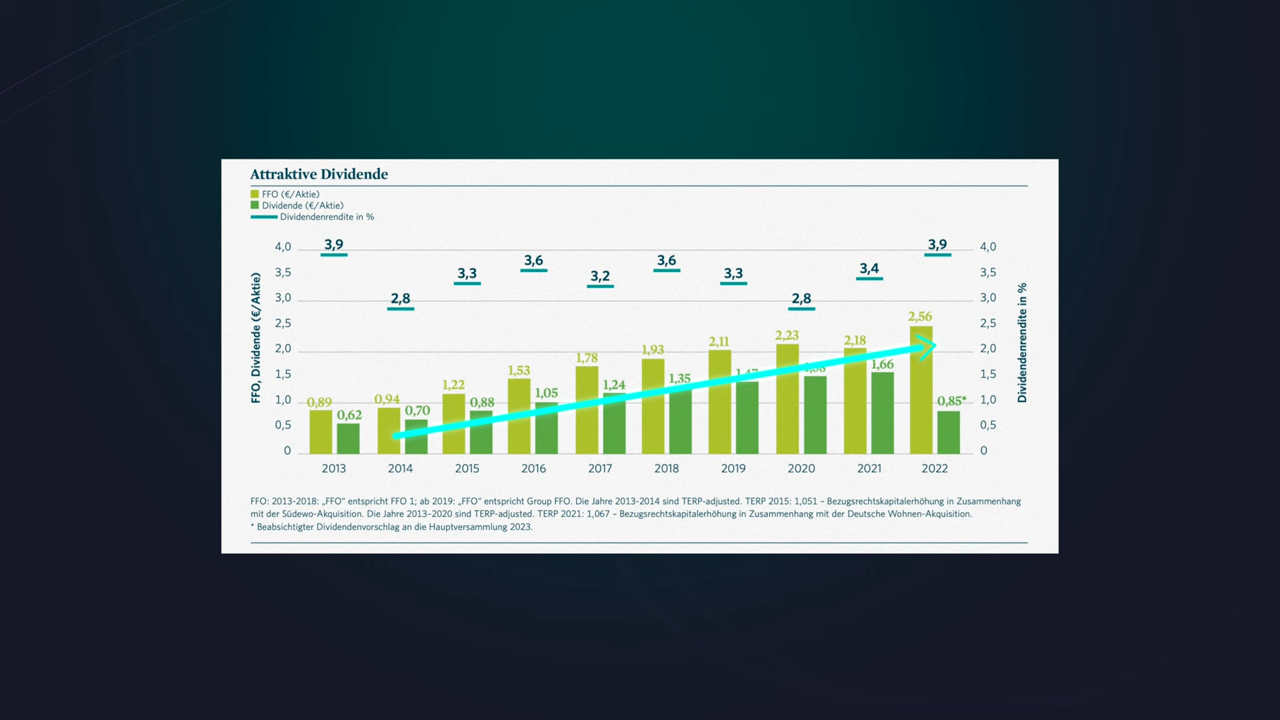 Attraktive Dividende
FFO (€/Aktie)
Dividende (€/Aktie)
Dividendenrendite in %
FFO, Dividende (€/Aktie)
Dividendenrendite in %
4,0 3,9 3,9 4,0
3,5 3,3 3,6 3,2 3,6 3,3 3,4 3,5
3,0 2,8 2,8 3,0
2,5 2,56 2,5
2,0 1,78 1,93 2,11 2,23 2,18 2,0
1,5 1,22 1,53 1,24 1,35 1,66 1,5
1,0 0,89 0,94 0,88 1,05 0,85* 1,0
0,5 0,62 0,70 0,5
0 0
2013 2014 2015 2016 2017 2018 2019 2020 2021 2022
FFO: 2013-2018: „FFO“ entspricht FFO 1; ab 2019: „FFO“ entspricht Group FFO. Die Jahre 2013-2014 sind TERP-adjusted. TERP 2015: 1,051 – Bezugsrechtskapitalerhöhung in Zusammenhang
mit der Südewo-Akquisition. Die Jahre 2013–2020 sind TERP-adjusted. TERP 2021: 1,067 – Bezugsrechtskapitalerhöhung in Zusammenhang mit der Deutsche Wohnen-Akquisition.
* Beabsichtigter Dividendenvorschlag an die Hauptversammlung 2023.